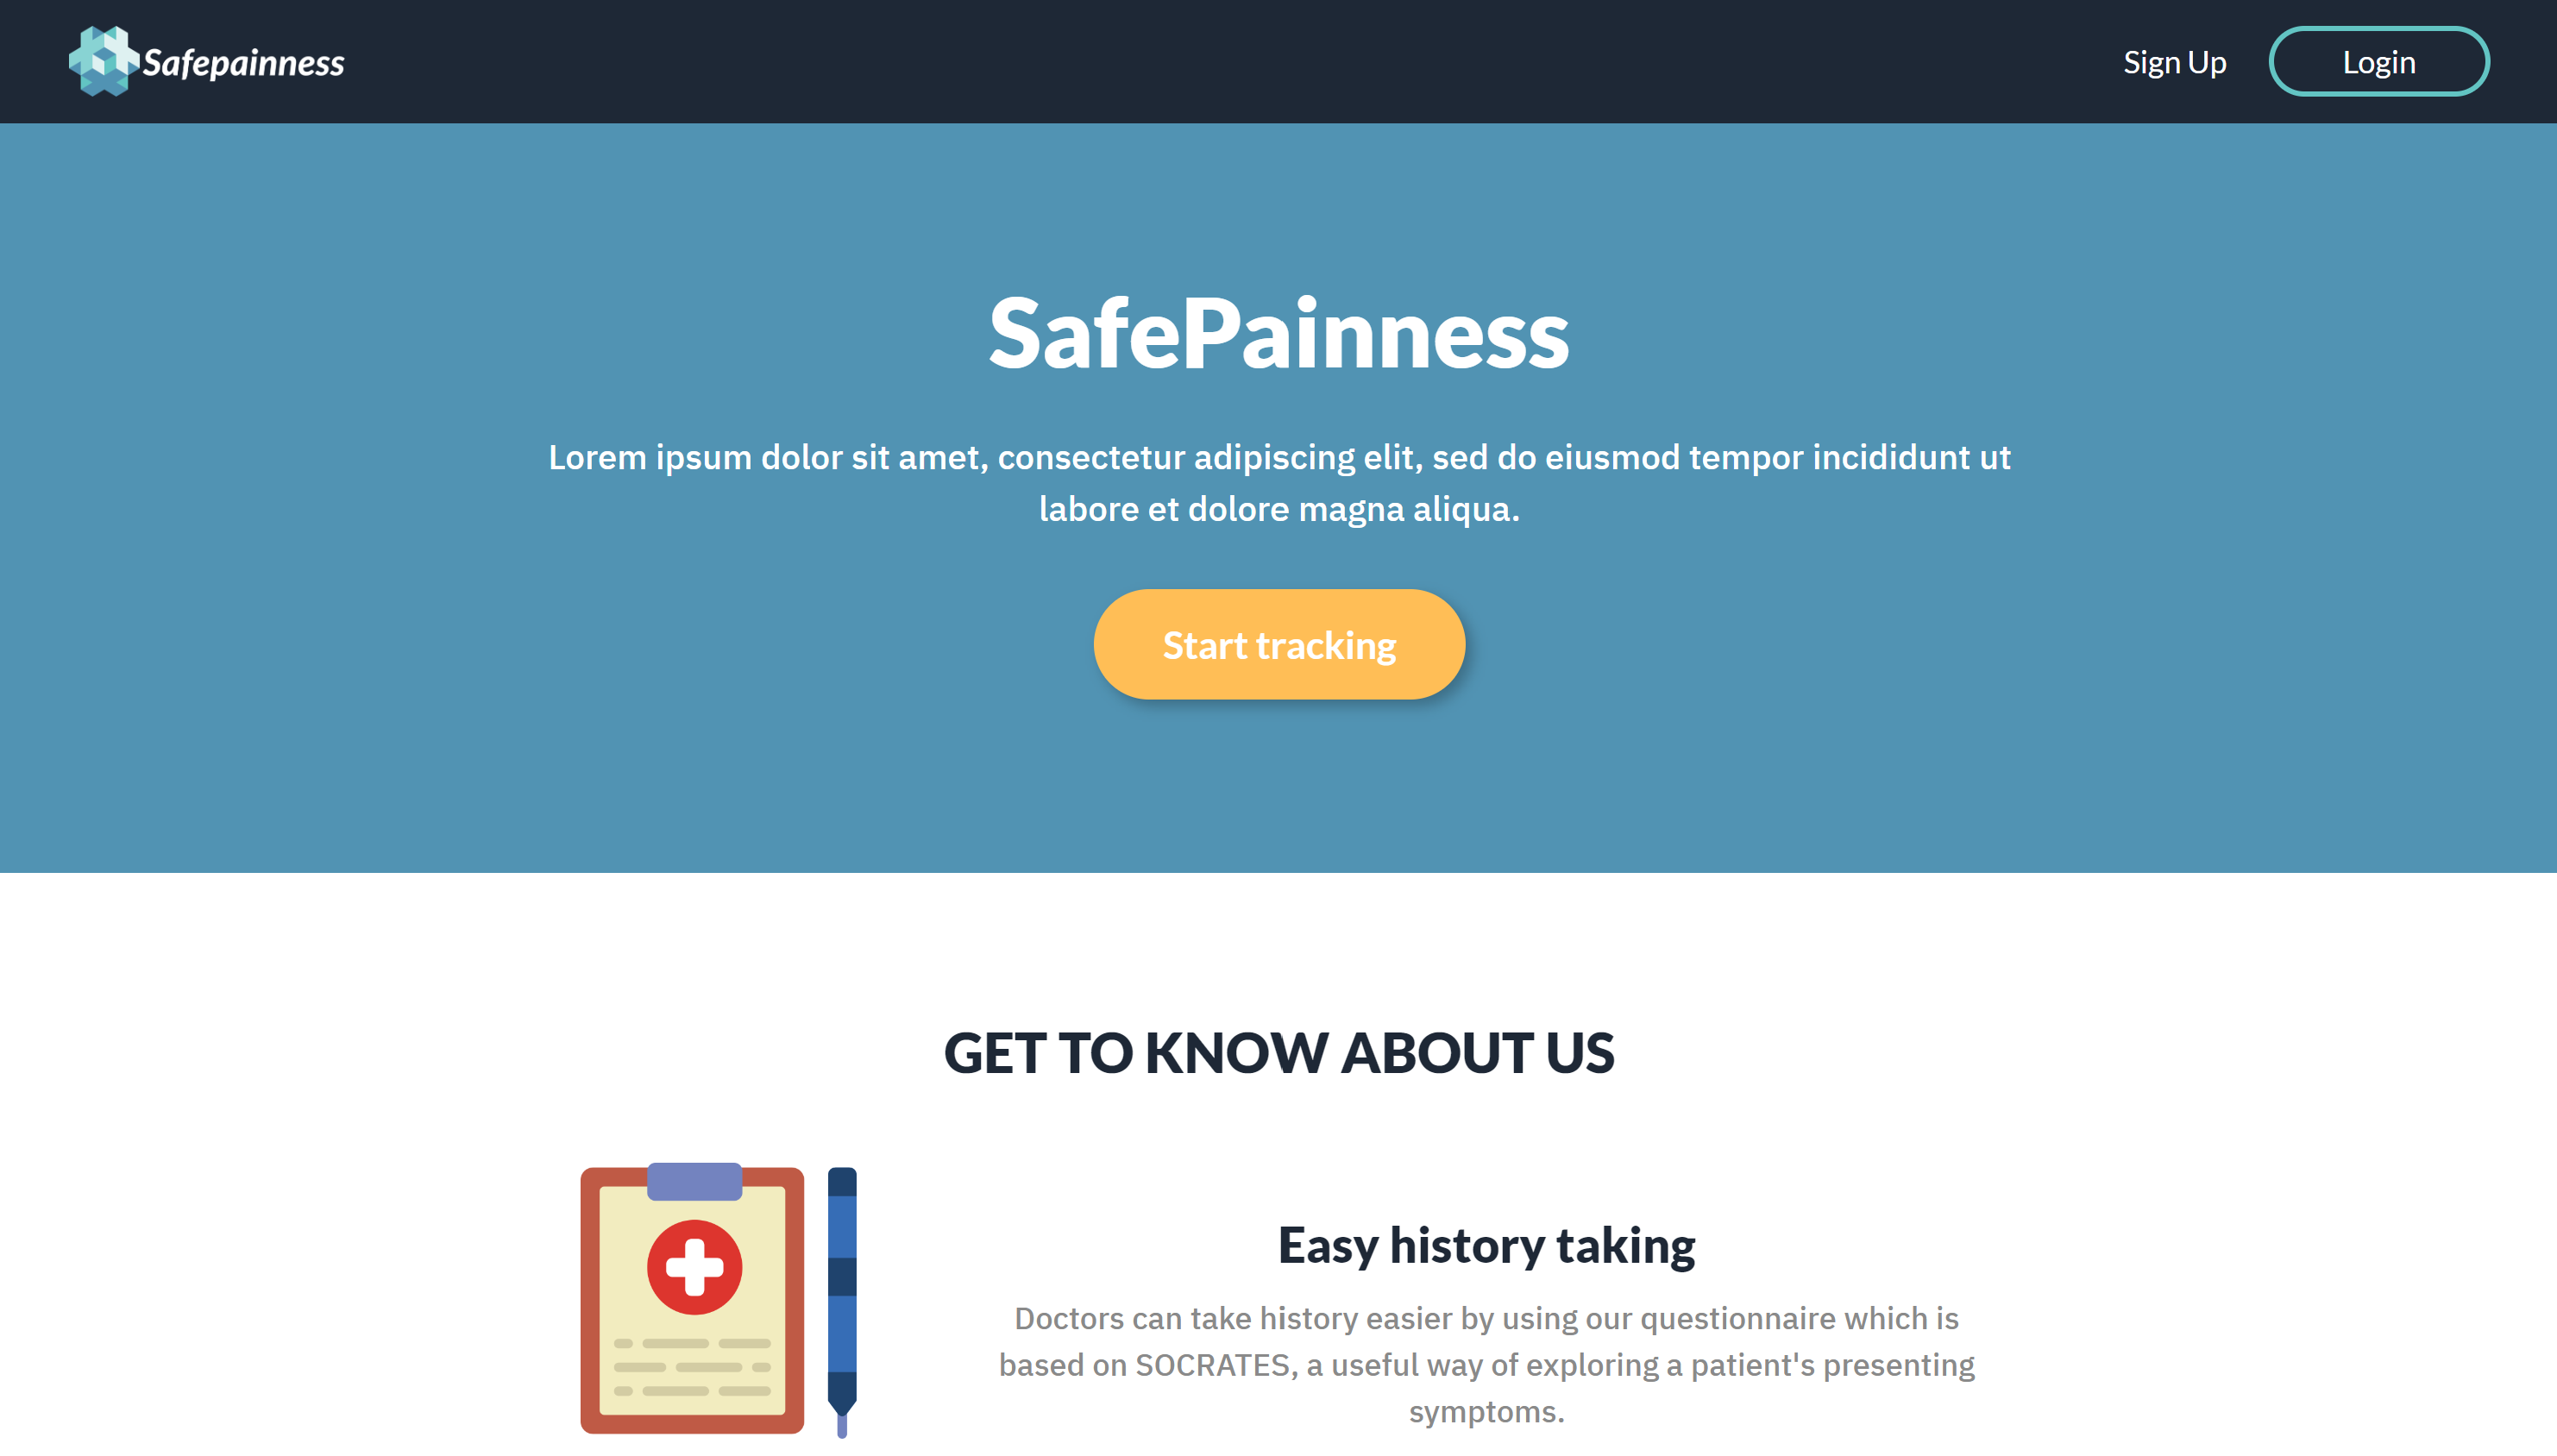 Safepainness
Sign Up
Login
SafePainness
Lorem ipsum dolor sit amet, consectetur adipiscing elit, sed do eiusmod tempor incididunt ut
labore et dolore magna aliqua.
Start tracking
GET TO KNOW ABOUT US
Easy history taking
Doctors can take history easier by using our questionnaire which is
based on SOCRATES, a useful way of exploring a patient's presenting
symptoms.